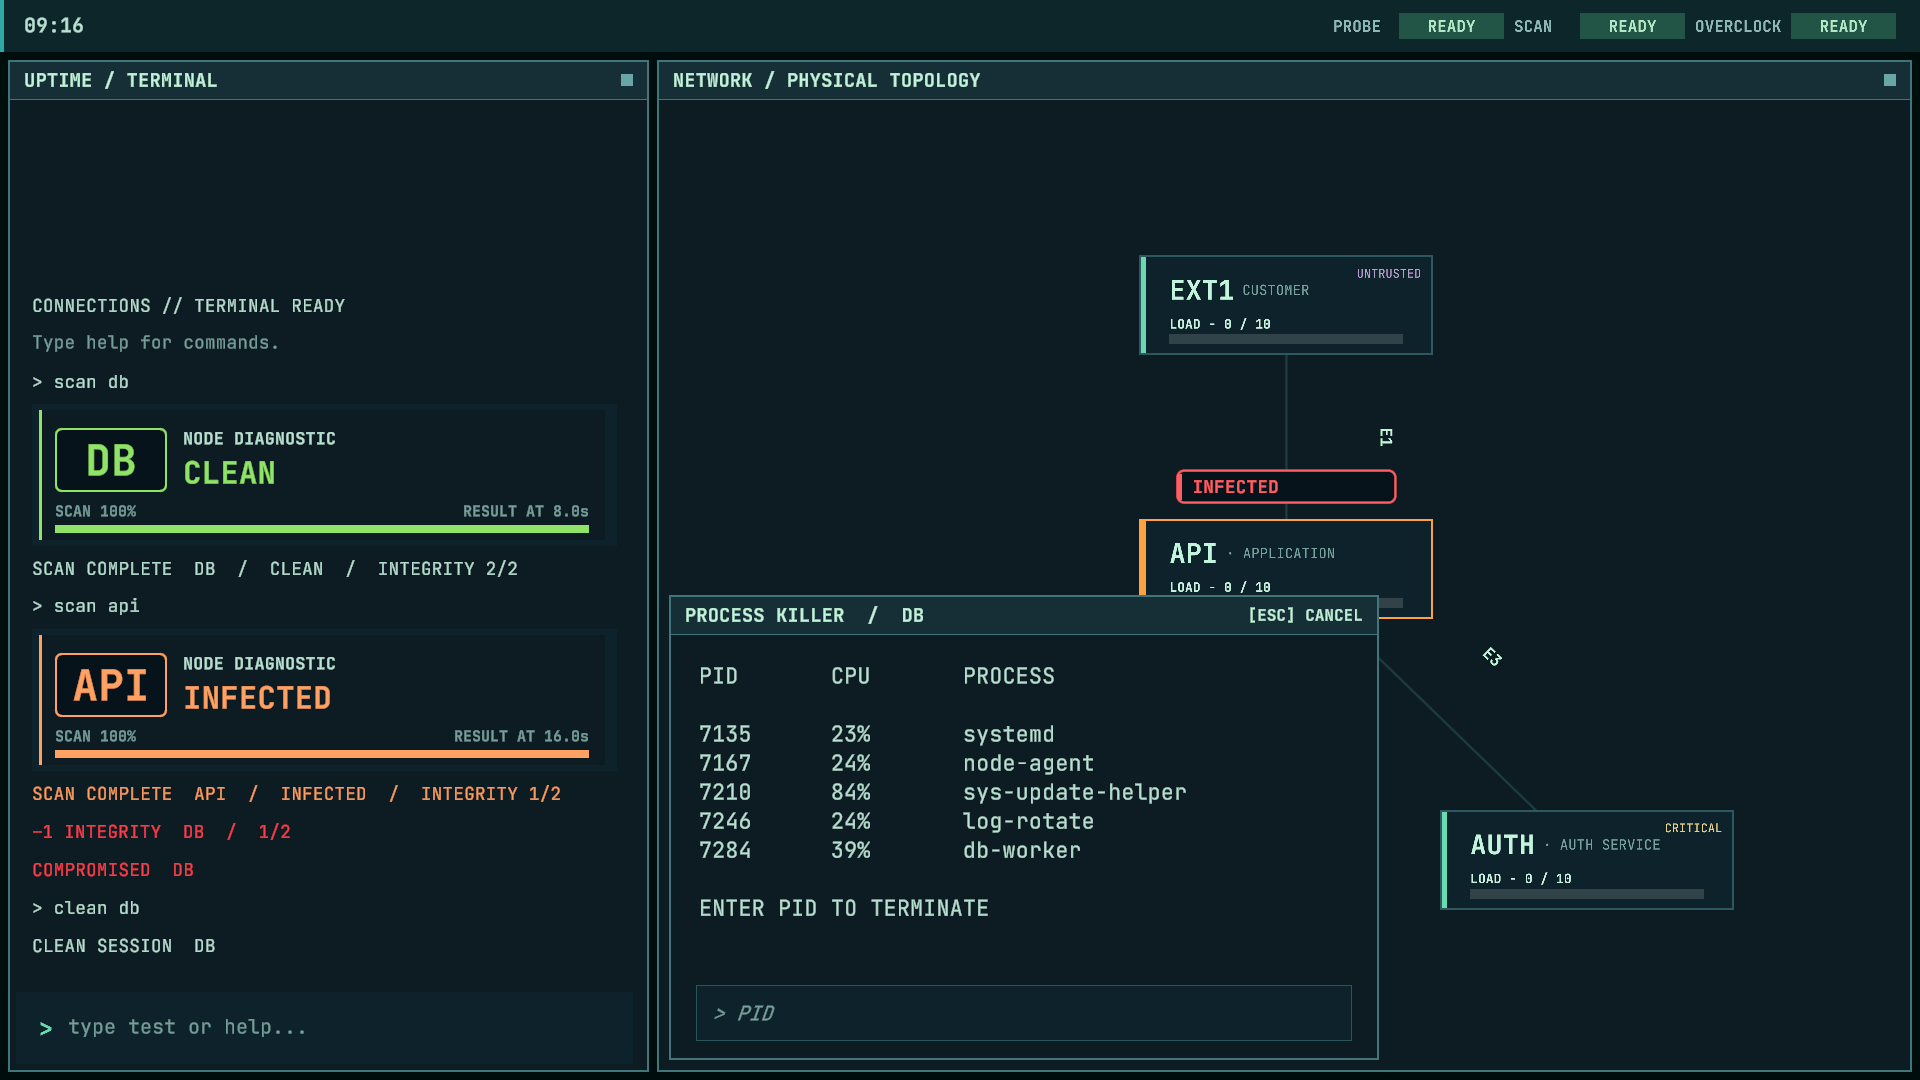 09:16
PROBE READY SCAN READY OVERCLOCK READY
UPTIME / TERMINAL
CONNECTIONS // TERMINAL READY
Type help for commands.
> scan db
DB
NODE DIAGNOSTIC
CLEAN
SCAN 100% RESULT AT 8.0s
SCAN COMPLETE DB / CLEAN / INTEGRITY 2/2
> scan api
API
NODE DIAGNOSTIC
INFECTED
SCAN 100% RESULT AT 16.0s
SCAN COMPLETE API / INFECTED / INTEGRITY 1/2
−1 INTEGRITY DB / 1/2
COMPROMISED DB
> clean db
CLEAN SESSION DB
> type test or help...
NETWORK / PHYSICAL TOPOLOGY
UNTRUSTED
EXT1 CUSTOMER
LOAD - 0 / 10
E1
INFECTED
API · APPLICATION
LOAD - 0 / 10
E3
CRITICAL
AUTH · AUTH SERVICE
LOAD - 0 / 10
PROCESS KILLER / DB [ESC] CANCEL
PID CPU PROCESS
7135 23% systemd
7167 24% node-agent
7210 84% sys-update-helper
7246 24% log-rotate
7284 39% db-worker
ENTER PID TO TERMINATE
> PID